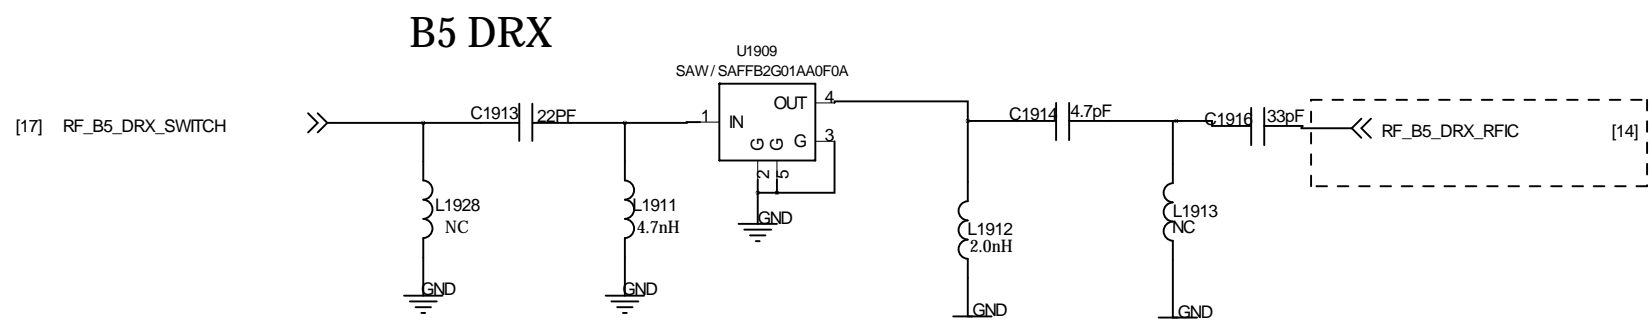 B5 DRX
U1909
SAW / SAFFB2G01AA0F0A
[17] RF_B5_DRX_SWITCH
C1913 22PF
1 IN OUT 4
G G G 3
2 5
C1914 4.7pF
C1916 33pF
RF_B5_DRX_RFIC [14]
L1928
NC
L1911
4.7nH
GND
L1912
2.0nH
L1913
NC
GND
GND
GND
GND